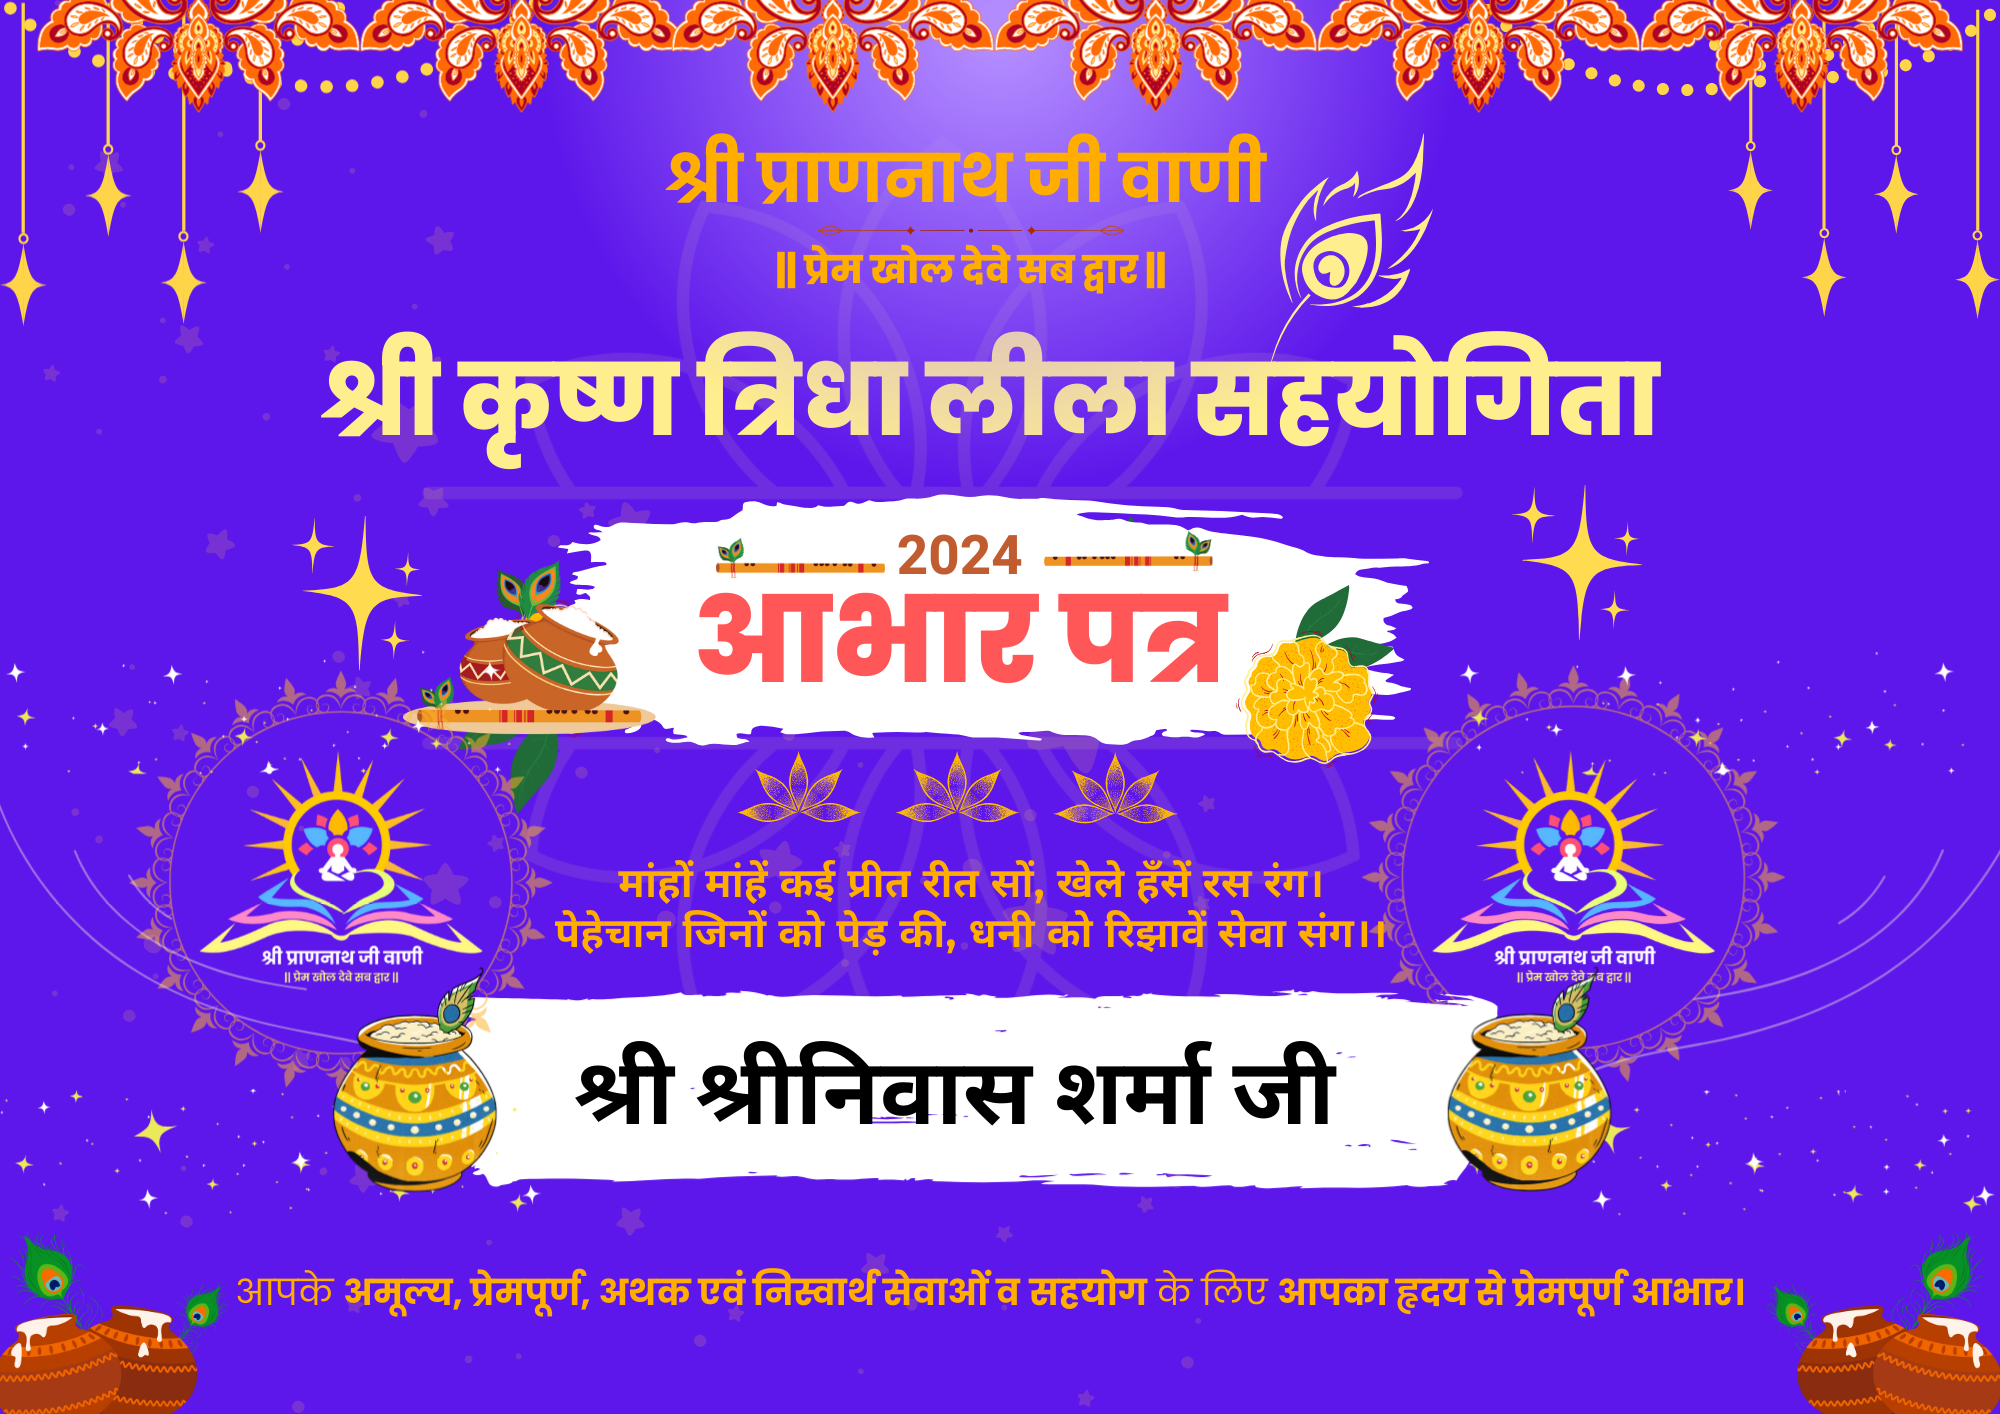 श्री प्राणनाथ जी वाणी
॥ प्रेम खोल देवे सब द्वार ॥
श्री कृष्ण त्रिधा लीला सहयोगिता
2024
आभार पत्र
मांहों मांहें कई प्रीत रीत सों, खेले हँसें रस रंग।
पेहेचान जिनों को पेड़ की, धनी को रिझावें सेवा संग।।
श्री प्राणनाथ जी वाणी
॥ प्रेम खोल देवे सब द्वार ॥
श्री प्राणनाथ जी वाणी
॥ प्रेम खोल देवे सब द्वार ॥
श्री श्रीनिवास शर्मा जी
आपके अमूल्य, प्रेमपूर्ण, अथक एवं निस्वार्थ सेवाओं व सहयोग के लिए आपका हृदय से प्रेमपूर्ण आभार।